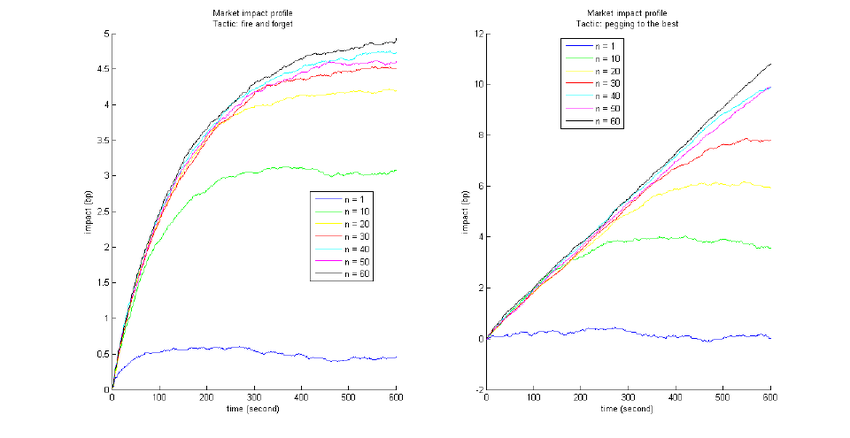 Market impact profile
Tactic: fire and forget
5
4.5
4
3.5
3
2.5
2
1.5
1
0.5
0
impact (bp)
n = 1
n = 10
n = 20
n = 30
n = 40
n = 50
n = 60
0 100 200 300 400 500 600
time (second)
Market impact profile
Tactic: pegging to the best
12
10
8
6
4
2
0
-2
impact (bp)
n = 1
n = 10
n = 20
n = 30
n = 40
n = 50
n = 60
0 100 200 300 400 500 600
time (second)